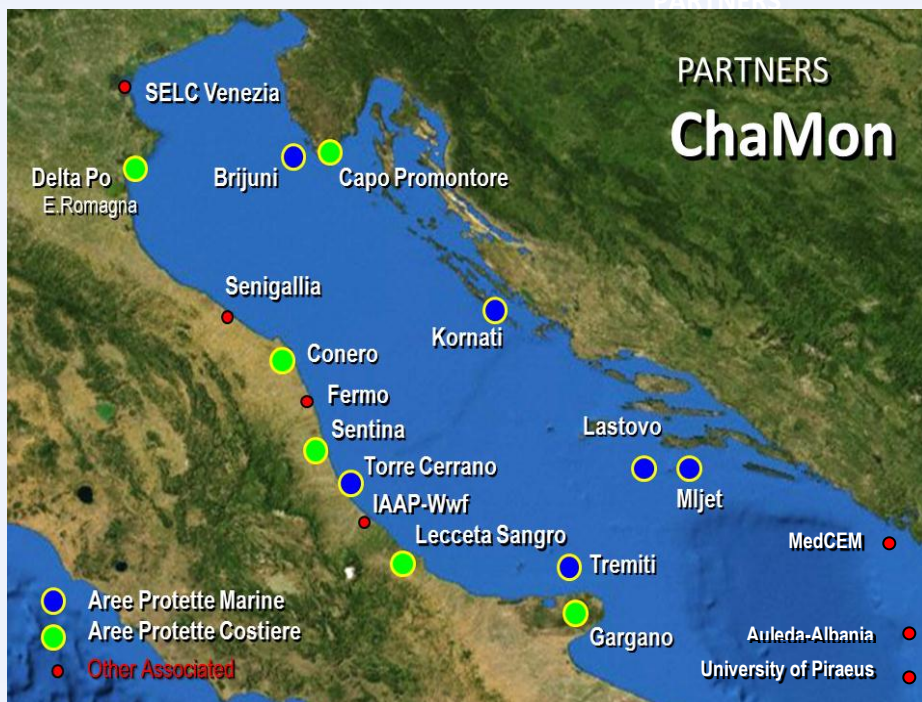 PARTNERS
PARTNERS
ChaMon
SELC Venezia
Delta Po
E.Romagna
Brijuni
Capo Promontore
Senigallia
Kornati
Conero
Fermo
Sentina
Lastovo
Torre Cerrano
Mljet
IAAP-Wwf
Lecceta Sangro
MedCEM
Tremiti
Aree Protette Marine
Aree Protette Costiere
Gargano
Auleda-Albania
Other Associated
University of Piraeus